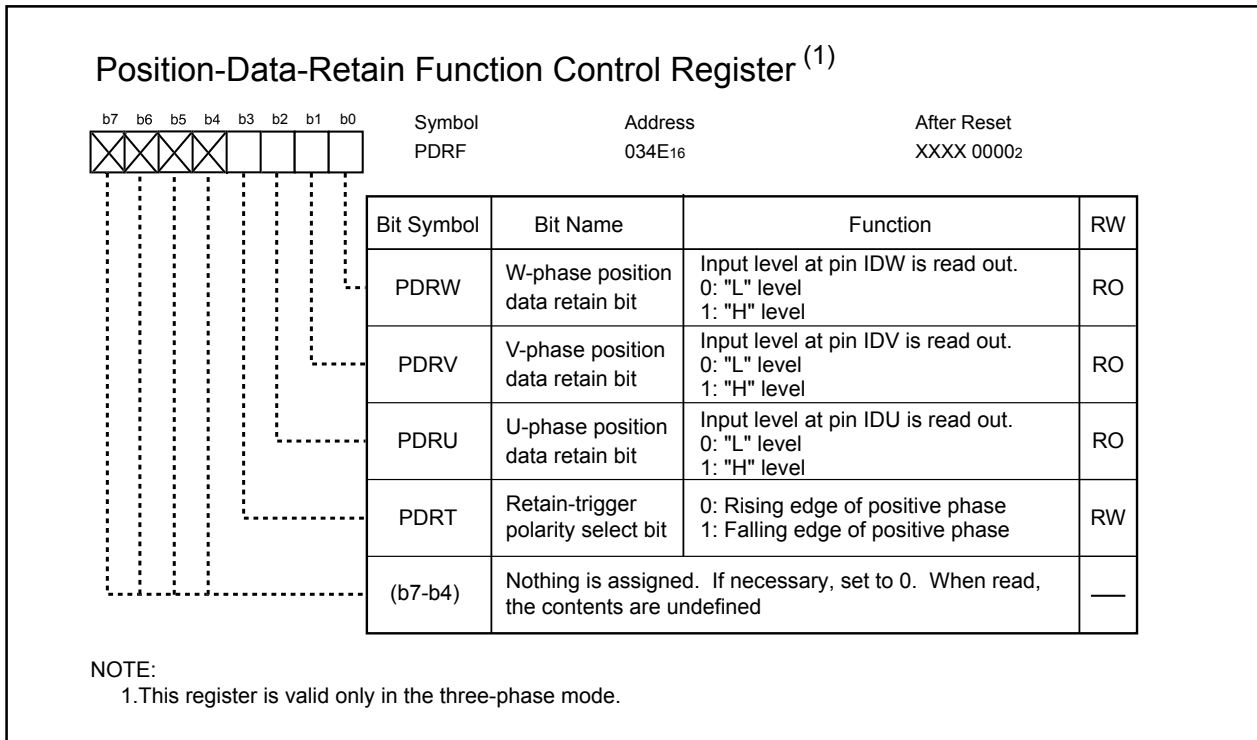 Position-Data-Retain Function Control Register (1)
b7 b6 b5 b4 b3 b2 b1 b0
Symbol Address After Reset
PDRF 034E16 XXXX 00002
Bit Symbol Bit Name Function RW
PDRW
W-phase position
data retain bit
Input level at pin IDW is read out.
0: "L" level
1: "H" level
RO
PDRV
V-phase position
data retain bit
Input level at pin IDV is read out.
0: "L" level
1: "H" level
RO
PDRU
U-phase position
data retain bit
Input level at pin IDU is read out.
0: "L" level
1: "H" level
RO
PDRT
Retain-trigger
polarity select bit
0: Rising edge of positive phase
1: Falling edge of positive phase
RW
(b7-b4)
Nothing is assigned. If necessary, set to 0. When read,
the contents are undefined
—
NOTE:
1.This register is valid only in the three-phase mode.